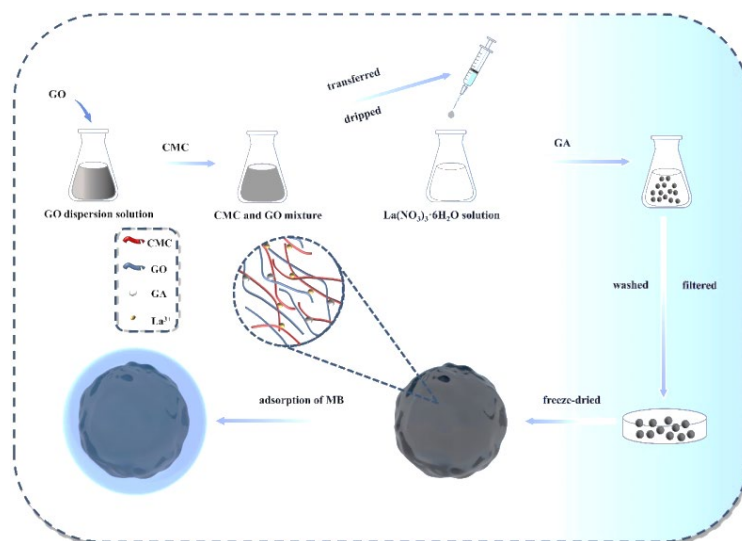 GO
transferred
dripped
CMC
GA
GO dispersion solution
CMC and GO mixture
La(NO₃)₃·6H₂O solution
CMC
GO
GA
La³⁺
washed
filtered
adsorption of MB
freeze-dried